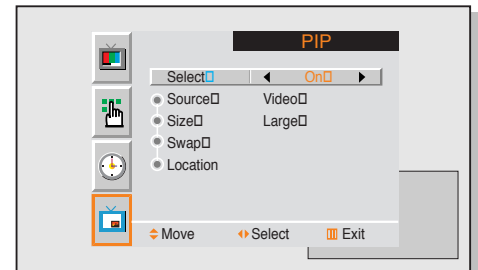 PIP
Select On
Source Video
Size Large
Swap
Location
Move Select Exit